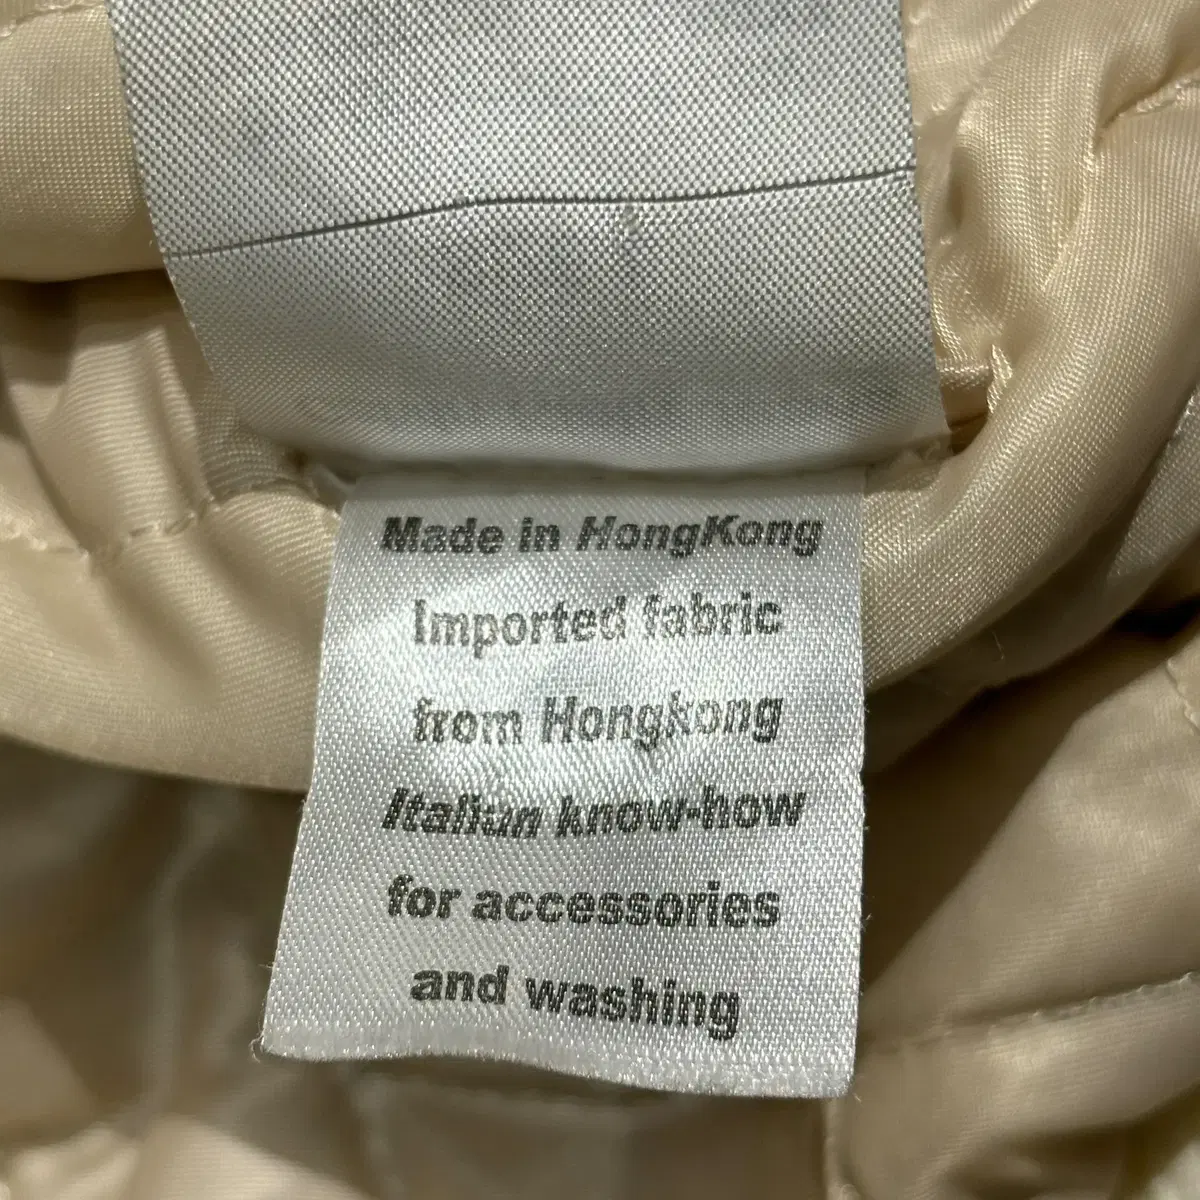 Made in HongKong
Imported fabric
from Hongkong
Italian know-how
for accessories
and washing